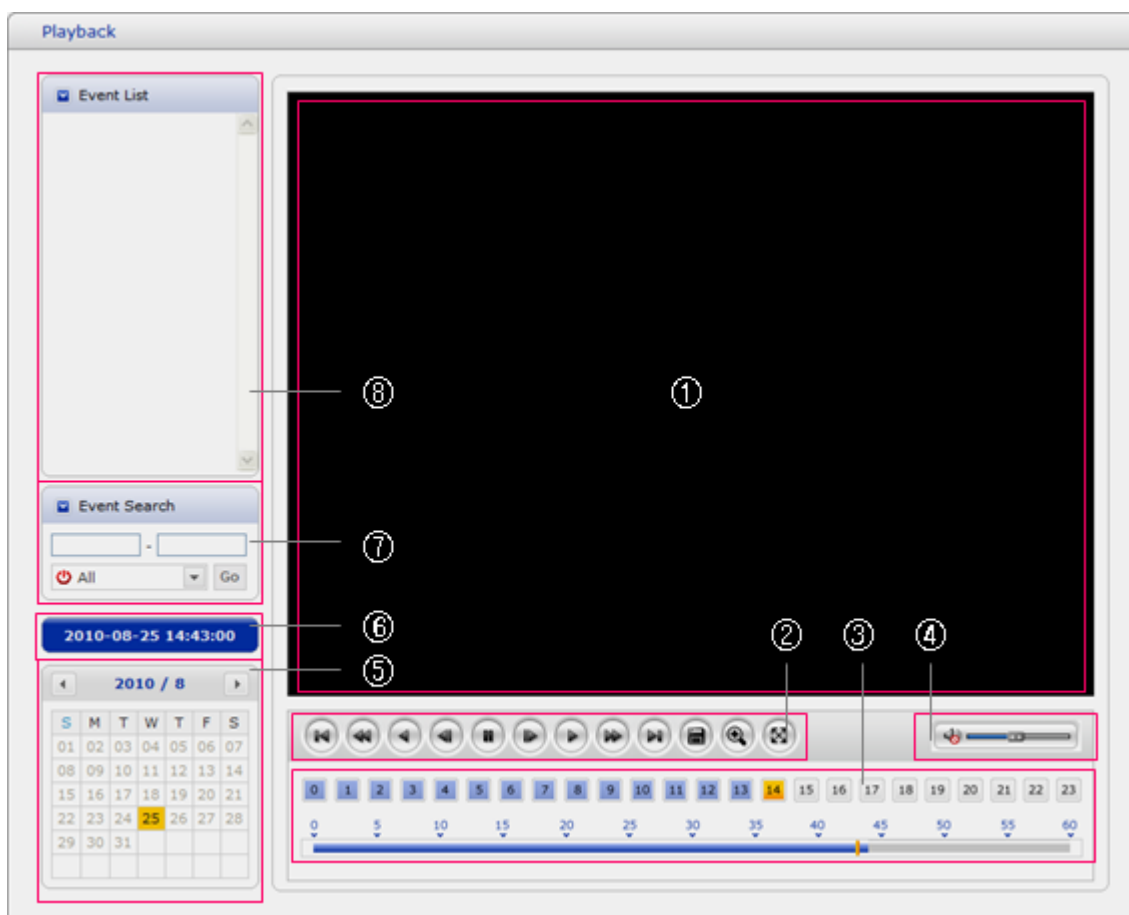 Playback
Event List
⑧
①
Event Search
-
⑦
All Go
2010-08-25 14:43:00
⑥
② ③ ④
⑤
2010 / 8
S M T W T F S
01 02 03 04 05 06 07
08 09 10 11 12 13 14
15 16 17 18 19 20 21
22 23 24 25 26 27 28
29 30 31
0 1 2 3 4 5 6 7 8 9 10 11 12 13 14 15 16 17 18 19 20 21 22 23
0 5 10 15 20 25 30 35 40 45 50 55 60